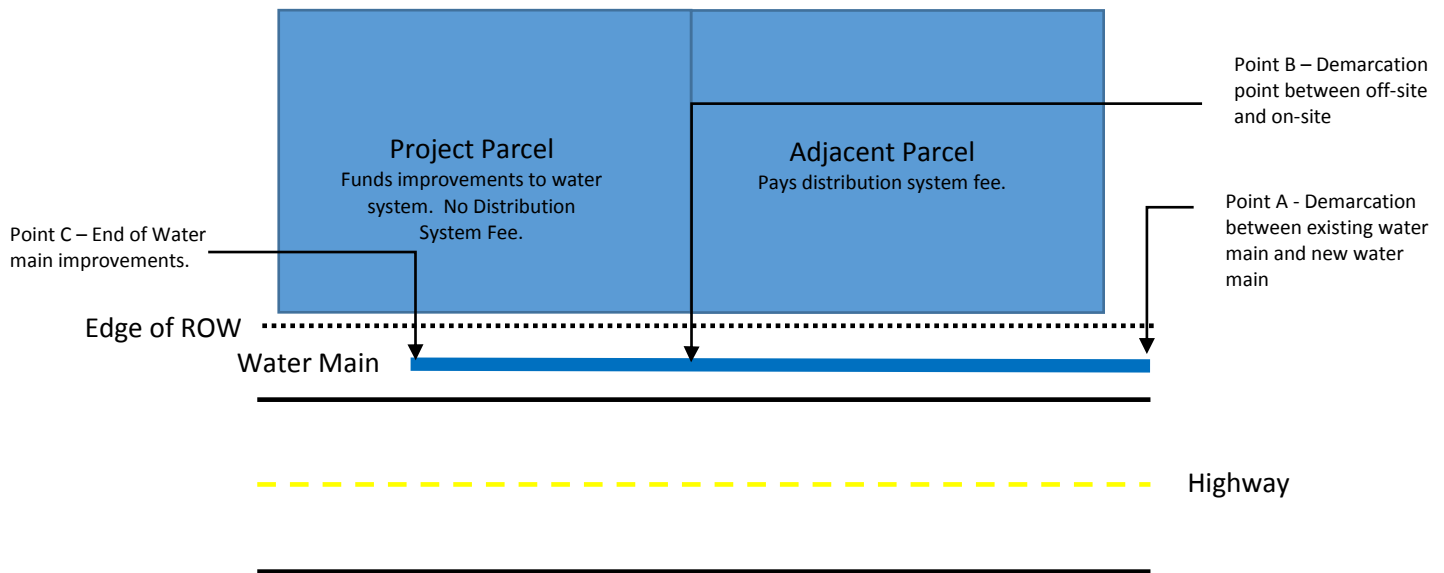 Point B – Demarcation
point between off-site
and on-site
Project Parcel
Funds improvements to water
system.  No Distribution
System Fee.
Adjacent Parcel
Pays distribution system fee.
Point A - Demarcation
between existing water
main and new water
main
Point C – End of Water
main improvements.
Edge of ROW
Water Main
Highway